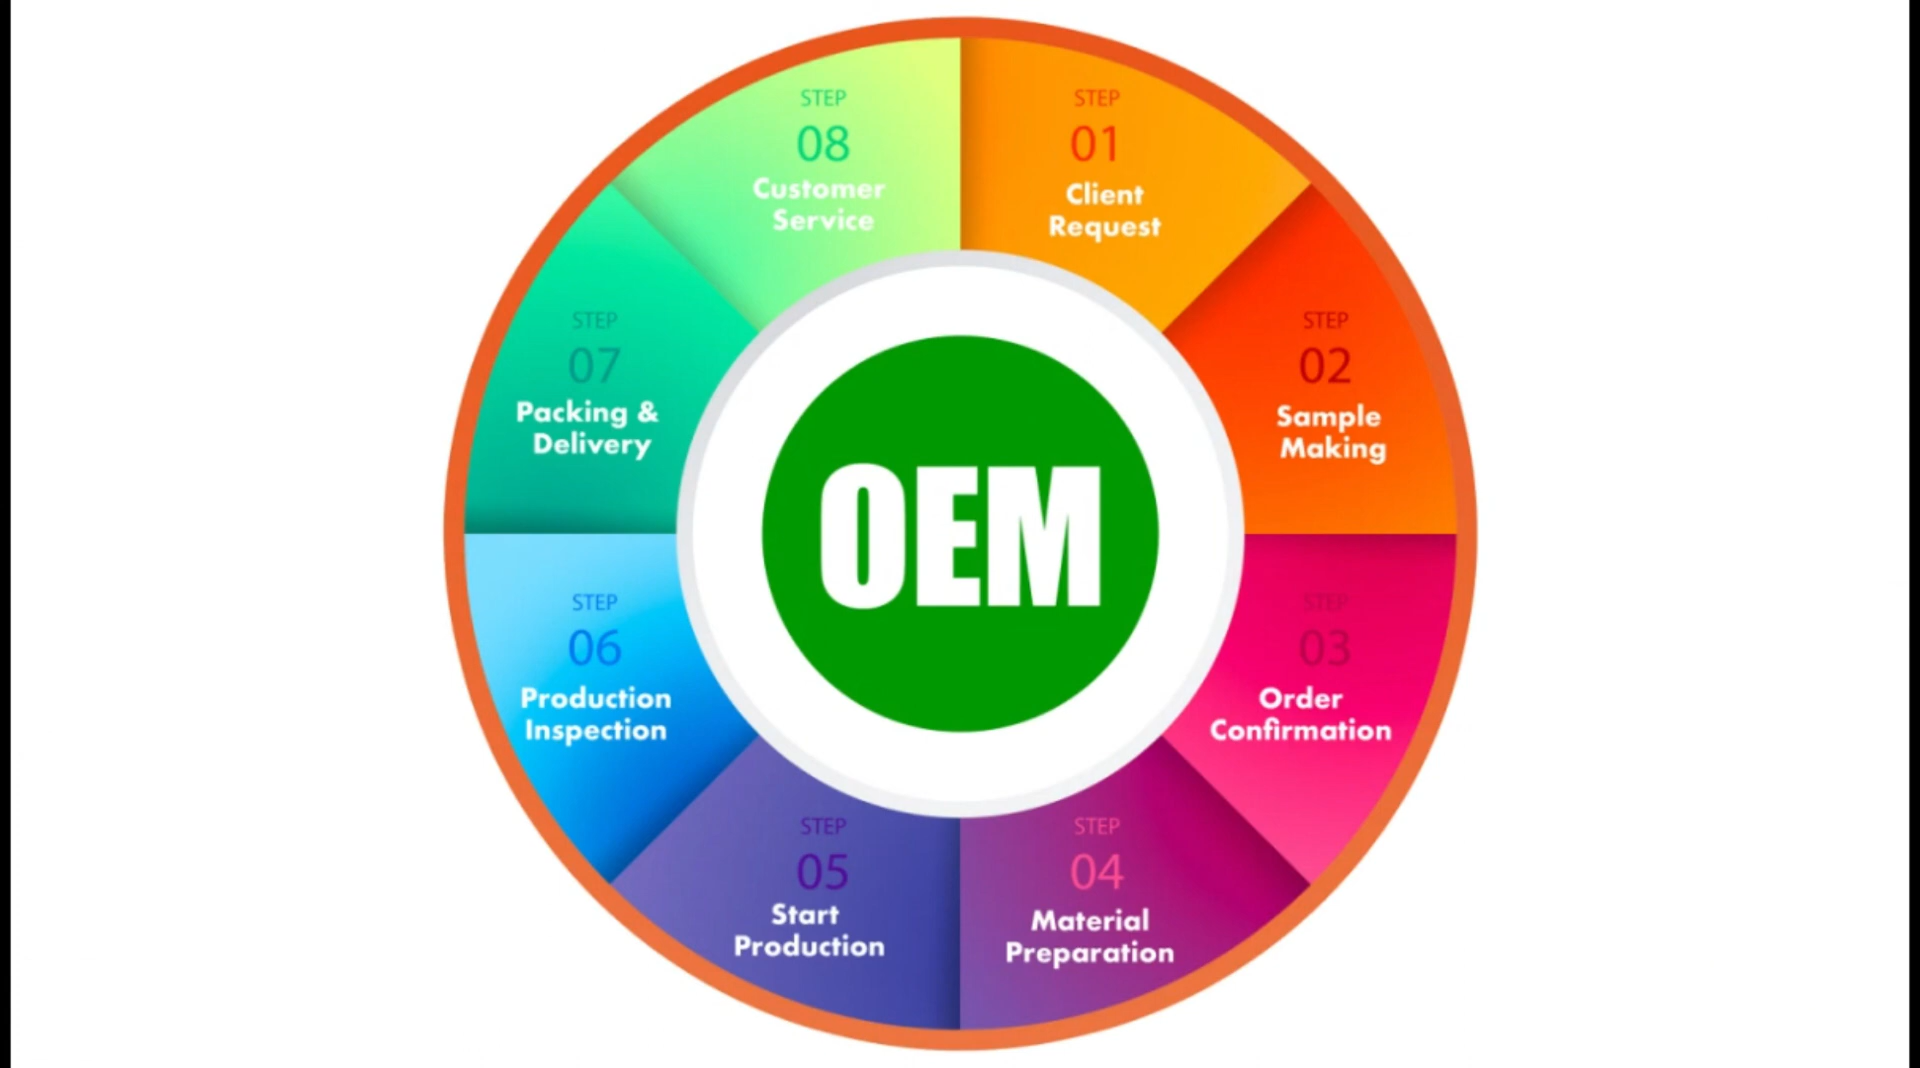 STEP
01
Client
Request
STEP
02
Sample
Making
STEP
03
Order
Confirmation
STEP
04
Material
Preparation
STEP
05
Start
Production
STEP
06
Production
Inspection
STEP
07
Packing &
Delivery
STEP
08
Customer
Service
OEM